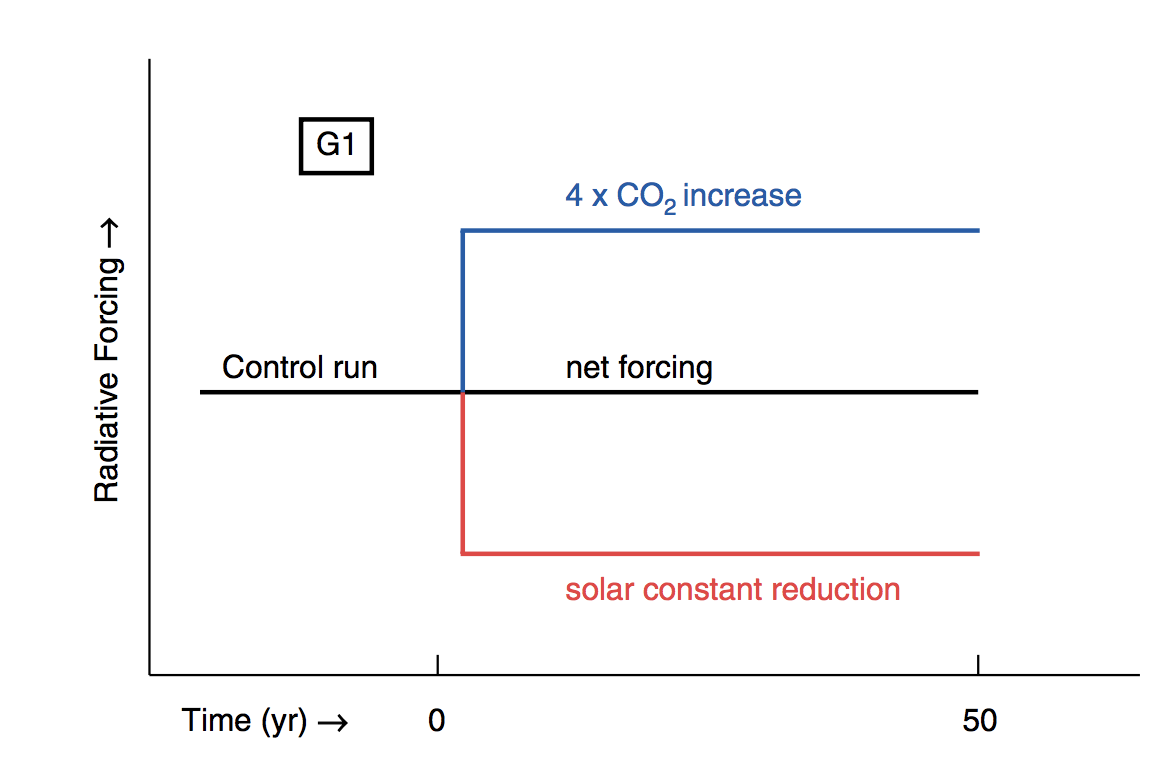 G1
4 x CO₂ increase
Radiative Forcing →
Control run
net forcing
solar constant reduction
Time (yr) →
0
50